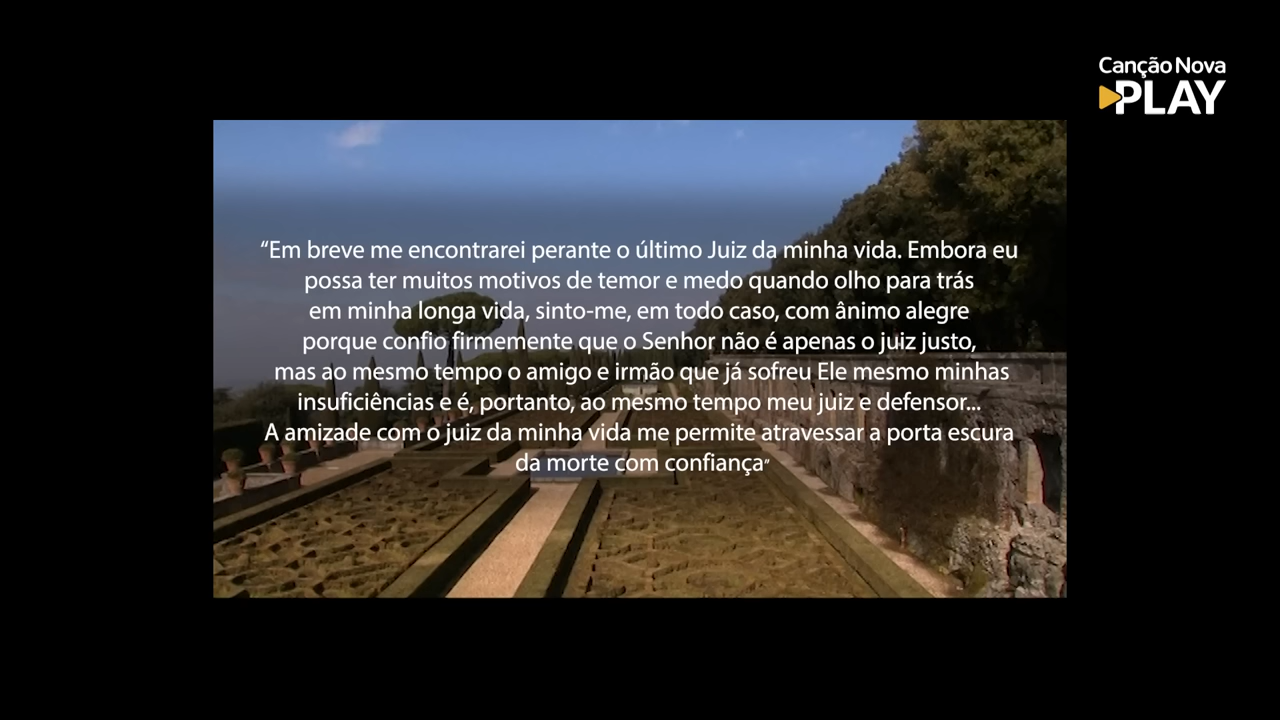 Canção Nova
PLAY
“Em breve me encontrarei perante o último Juiz da minha vida. Embora eu
possa ter muitos motivos de temor e medo quando olho para trás
em minha longa vida, sinto-me, em todo caso, com ânimo alegre
porque confio firmemente que o Senhor não é apenas o juiz justo,
mas ao mesmo tempo o amigo e irmão que já sofreu Ele mesmo minhas
insuficiências e é, portanto, ao mesmo tempo meu juiz e defensor...
A amizade com o juiz da minha vida me permite atravessar a porta escura
da morte com confiança”